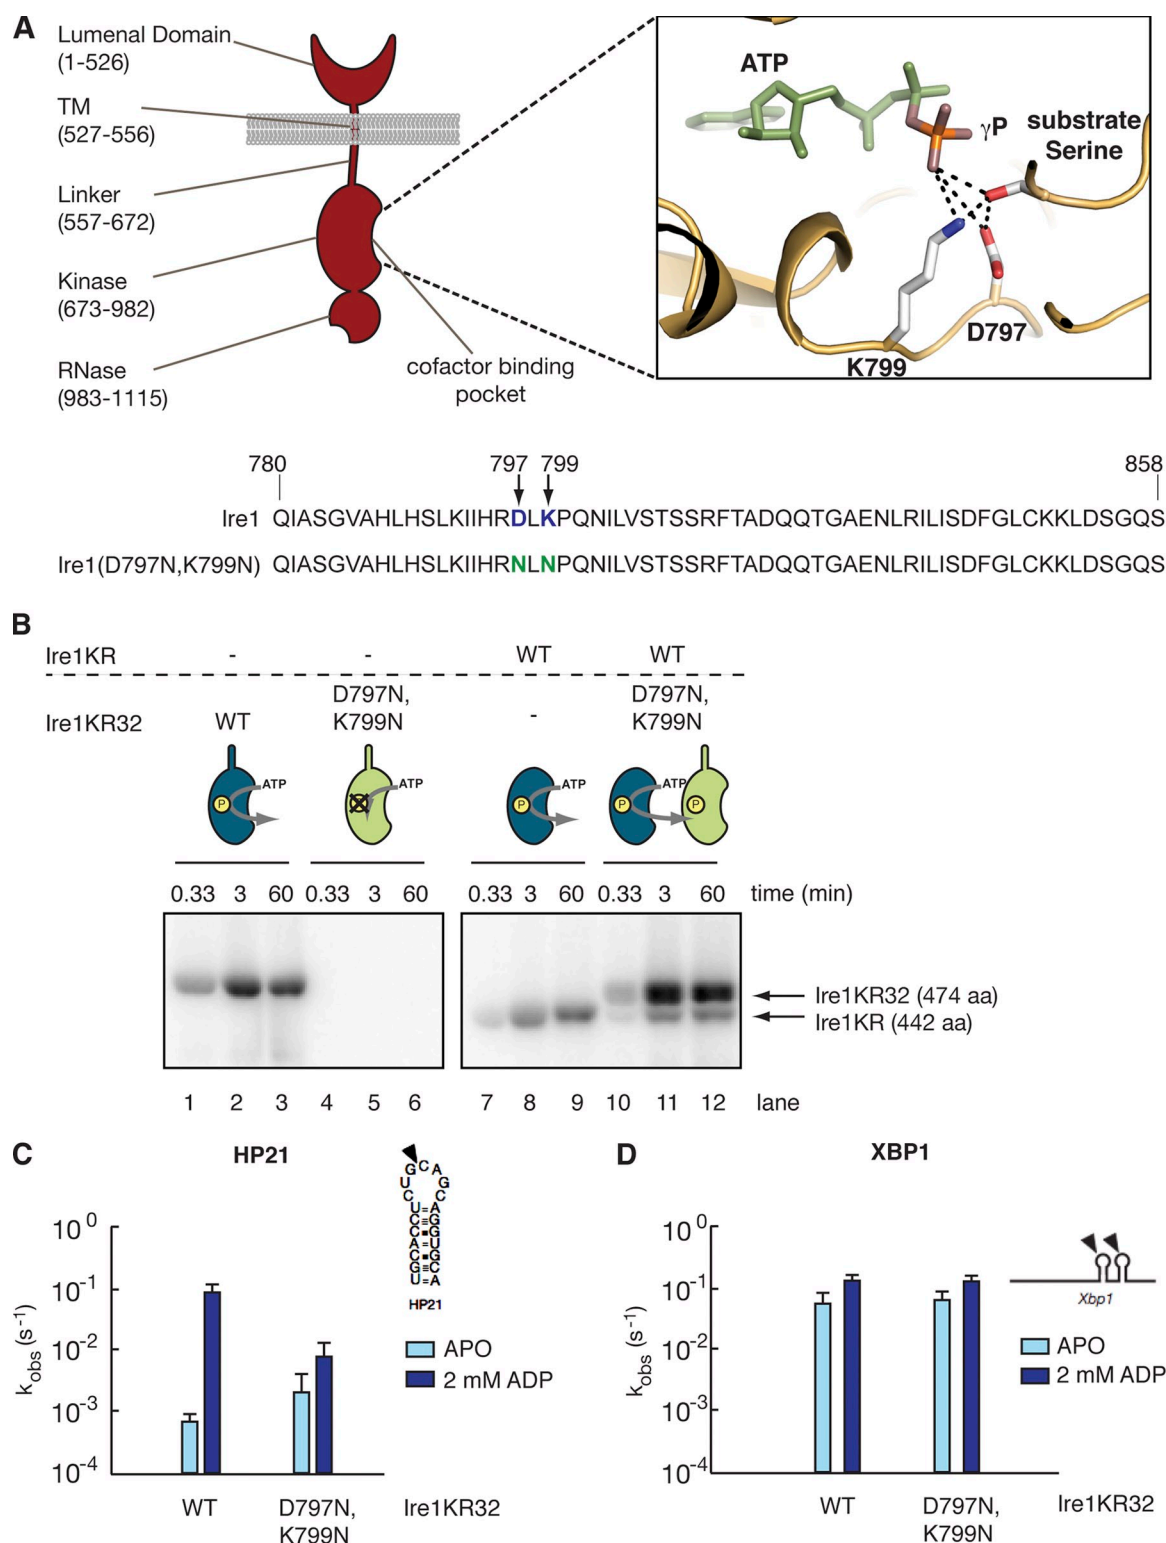 A
Lumenal Domain
(1-526)
TM
(527-556)
Linker
(557-672)
Kinase
(673-982)
RNase
(983-1115)
cofactor binding
pocket
ATP
γP
substrate
Serine
D797
K799
780
797
799
858
Ire1
QIASGVAHLHSLKIIHRDLKPQNILVSTSSRFTADQQTGAENLRILISDFGLCKKLDSGQS
Ire1(D797N,K799N)
QIASGVAHLHSLKIIHRNLNPQNILVSTSSRFTADQQTGAENLRILISDFGLCKKLDSGQS
B
Ire1KR - - WT WT
Ire1KR32 WT D797N, K799N - D797N, K799N
ATP ATP ATP ATP
P P P P
0.33 3 60 0.33 3 60 0.33 3 60 0.33 3 60 time (min)
Ire1KR32 (474 aa)
Ire1KR (442 aa)
1 2 3 4 5 6 7 8 9 10 11 12 lane
C
HP21
G C A
U G
C C
U=A
C≡G
C≡G
A=U
C≡G
G≡C
U=A
HP21
k_obs (s⁻¹)
10⁰
10⁻¹
10⁻²
10⁻³
10⁻⁴
APO
2 mM ADP
WT
D797N,
K799N
Ire1KR32
D
XBP1
k_obs (s⁻¹)
10⁰
10⁻¹
10⁻²
10⁻³
10⁻⁴
Xbp1
APO
2 mM ADP
WT
D797N,
K799N
Ire1KR32